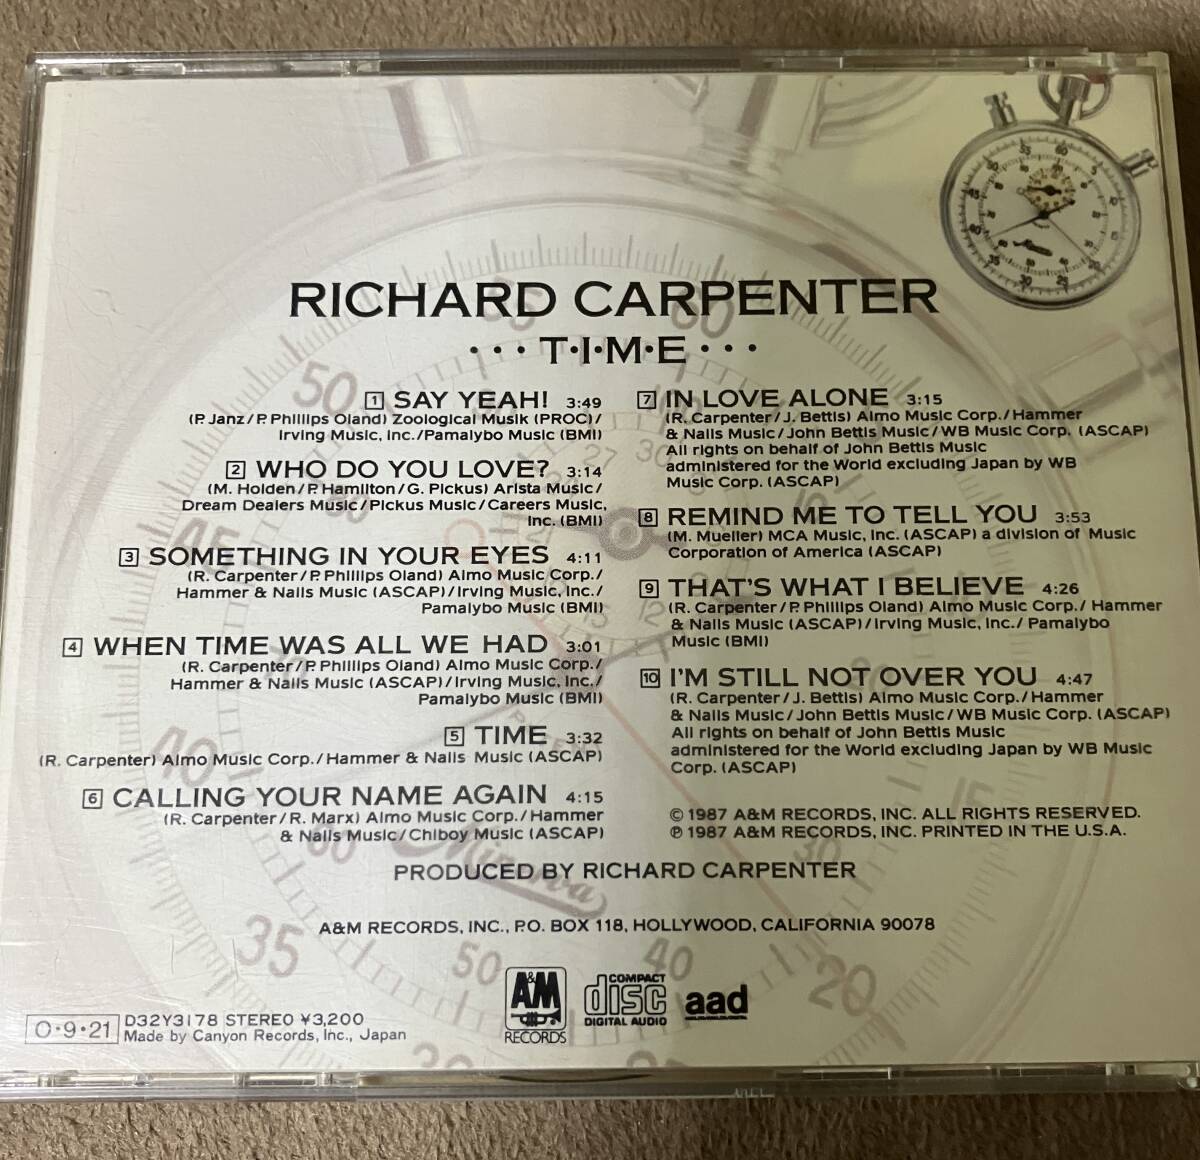 RICHARD CARPENTER
···T·I·M·E···
1 SAY YEAH! 3:49
(P. Janz/P. Phillips Oland) Zoological Musik (PROC)/
Irving Music, Inc./Pamalybo Music (BMI)
2 WHO DO YOU LOVE? 3:14
(M. Holden/P. Hamilton/G. Pickus) Arista Music/
Dream Dealers Music/Pickus Music/Careers Music,
Inc. (BMI)
3 SOMETHING IN YOUR EYES 4:11
(R. Carpenter/P. Phillips Oland) Almo Music Corp./
Hammer & Nails Music (ASCAP)/Irving Music, Inc./
Pamalybo Music (BMI)
4 WHEN TIME WAS ALL WE HAD 3:01
(R. Carpenter/P. Phillips Oland) Almo Music Corp./
Hammer & Nails Music (ASCAP)/Irving Music, Inc./
Pamalybo Music (BMI)
5 TIME 3:32
(R. Carpenter) Almo Music Corp./Hammer & Nails Music (ASCAP)
6 CALLING YOUR NAME AGAIN 4:15
(R. Carpenter/R. Marx) Almo Music Corp./Hammer
& Nails Music/Chiboy Music (ASCAP)
7 IN LOVE ALONE 3:15
(R. Carpenter/J. Bettis) Almo Music Corp./Hammer
& Nails Music/John Bettis Music/WB Music Corp. (ASCAP)
All rights on behalf of John Bettis Music
administered for the World excluding Japan by WB
Music Corp. (ASCAP)
8 REMIND ME TO TELL YOU 3:53
(M. Mueller) MCA Music, Inc. (ASCAP) a division of Music
Corporation of America (ASCAP)
9 THAT'S WHAT I BELIEVE 4:26
(R. Carpenter/P. Phillips Oland) Almo Music Corp./ Hammer
& Nails Music (ASCAP)/Irving Music, Inc./ Pamalybo
Music (BMI)
10 I'M STILL NOT OVER YOU 4:47
(R. Carpenter/J. Bettis) Almo Music Corp./Hammer
& Nails Music/John Bettis Music/WB Music Corp. (ASCAP)
All rights on behalf of John Bettis Music
administered for the World excluding Japan by WB Music
Corp. (ASCAP)
© 1987 A&M RECORDS, INC. ALL RIGHTS RESERVED.
℗ 1987 A&M RECORDS, INC. PRINTED IN THE U.S.A.
PRODUCED BY RICHARD CARPENTER
Minerva
A&M RECORDS, INC., P.O. BOX 118, HOLLYWOOD, CALIFORNIA 90078
A&M RECORDS
COMPACT disc DIGITAL AUDIO
aad
O·9·21 D32Y3178 STEREO ¥3,200
Made by Canyon Records, Inc., Japan